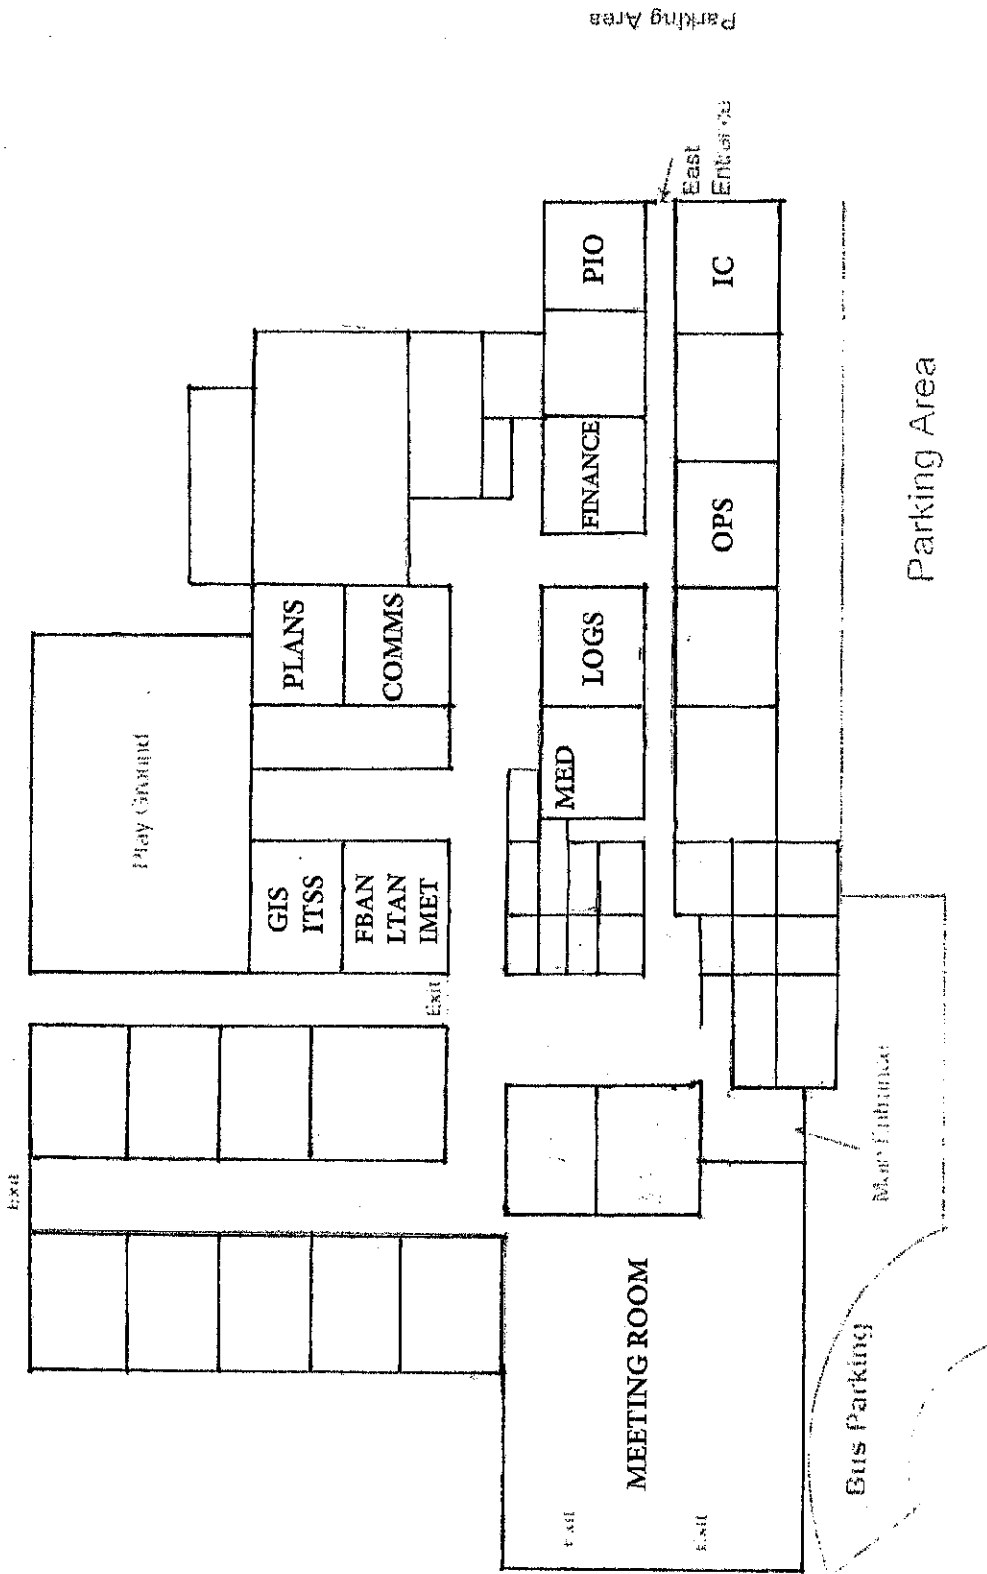 Exit
Play Ground
GIS
ITSS
PLANS
FBAN
LTAN
IMET
COMMS
Exit
Exit
MED
LOGS
FINANCE
PIO
Parking Area
MEETING ROOM
Exit
East
Entrance
OPS
IC
Bus Parking
Main Entrance
Parking Area